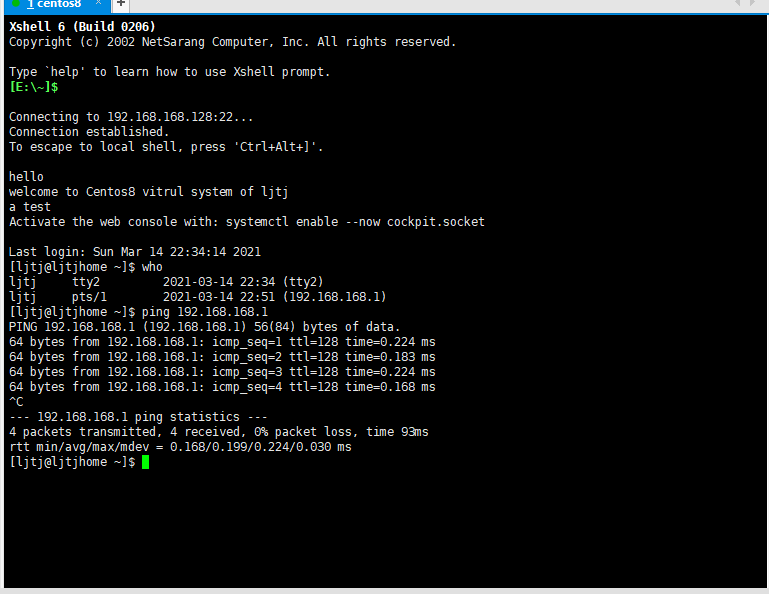 1 centos8 × +
Xshell 6 (Build 0206)
Copyright (c) 2002 NetSarang Computer, Inc. All rights reserved.
Type `help' to learn how to use Xshell prompt.
[E:\~]$
Connecting to 192.168.168.128:22...
Connection established.
To escape to local shell, press 'Ctrl+Alt+]'.
hello
welcome to Centos8 vitrul system of ljtj
a test
Activate the web console with: systemctl enable --now cockpit.socket
Last login: Sun Mar 14 22:34:14 2021
[ljtj@ljtjhome ~]$ who
ljtj     tty2         2021-03-14 22:34 (tty2)
ljtj     pts/1        2021-03-14 22:51 (192.168.168.1)
[ljtj@ljtjhome ~]$ ping 192.168.168.1
PING 192.168.168.1 (192.168.168.1) 56(84) bytes of data.
64 bytes from 192.168.168.1: icmp_seq=1 ttl=128 time=0.224 ms
64 bytes from 192.168.168.1: icmp_seq=2 ttl=128 time=0.183 ms
64 bytes from 192.168.168.1: icmp_seq=3 ttl=128 time=0.224 ms
64 bytes from 192.168.168.1: icmp_seq=4 ttl=128 time=0.168 ms
^C
--- 192.168.168.1 ping statistics ---
4 packets transmitted, 4 received, 0% packet loss, time 93ms
rtt min/avg/max/mdev = 0.168/0.199/0.224/0.030 ms
[ljtj@ljtjhome ~]$